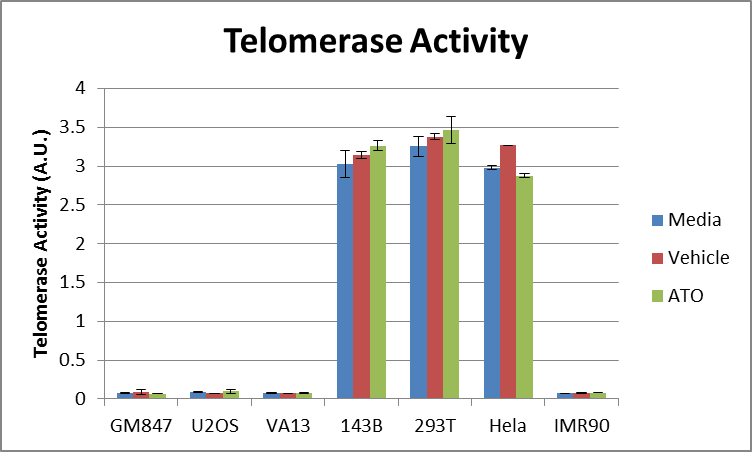 Telomerase Activity
Telomerase Activity (A.U.)
4
3.5
3
2.5
2
1.5
1
0.5
0
GM847 U2OS VA13 143B 293T Hela IMR90
Media
Vehicle
ATO